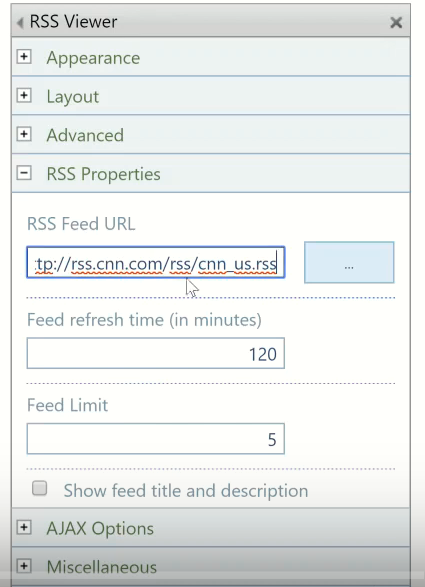 RSS Viewer
Appearance
Layout
Advanced
RSS Properties
RSS Feed URL
tp://rss.cnn.com/rss/cnn_us.rss
...
Feed refresh time (in minutes)
120
Feed Limit
5
Show feed title and description
AJAX Options
Miscellaneous